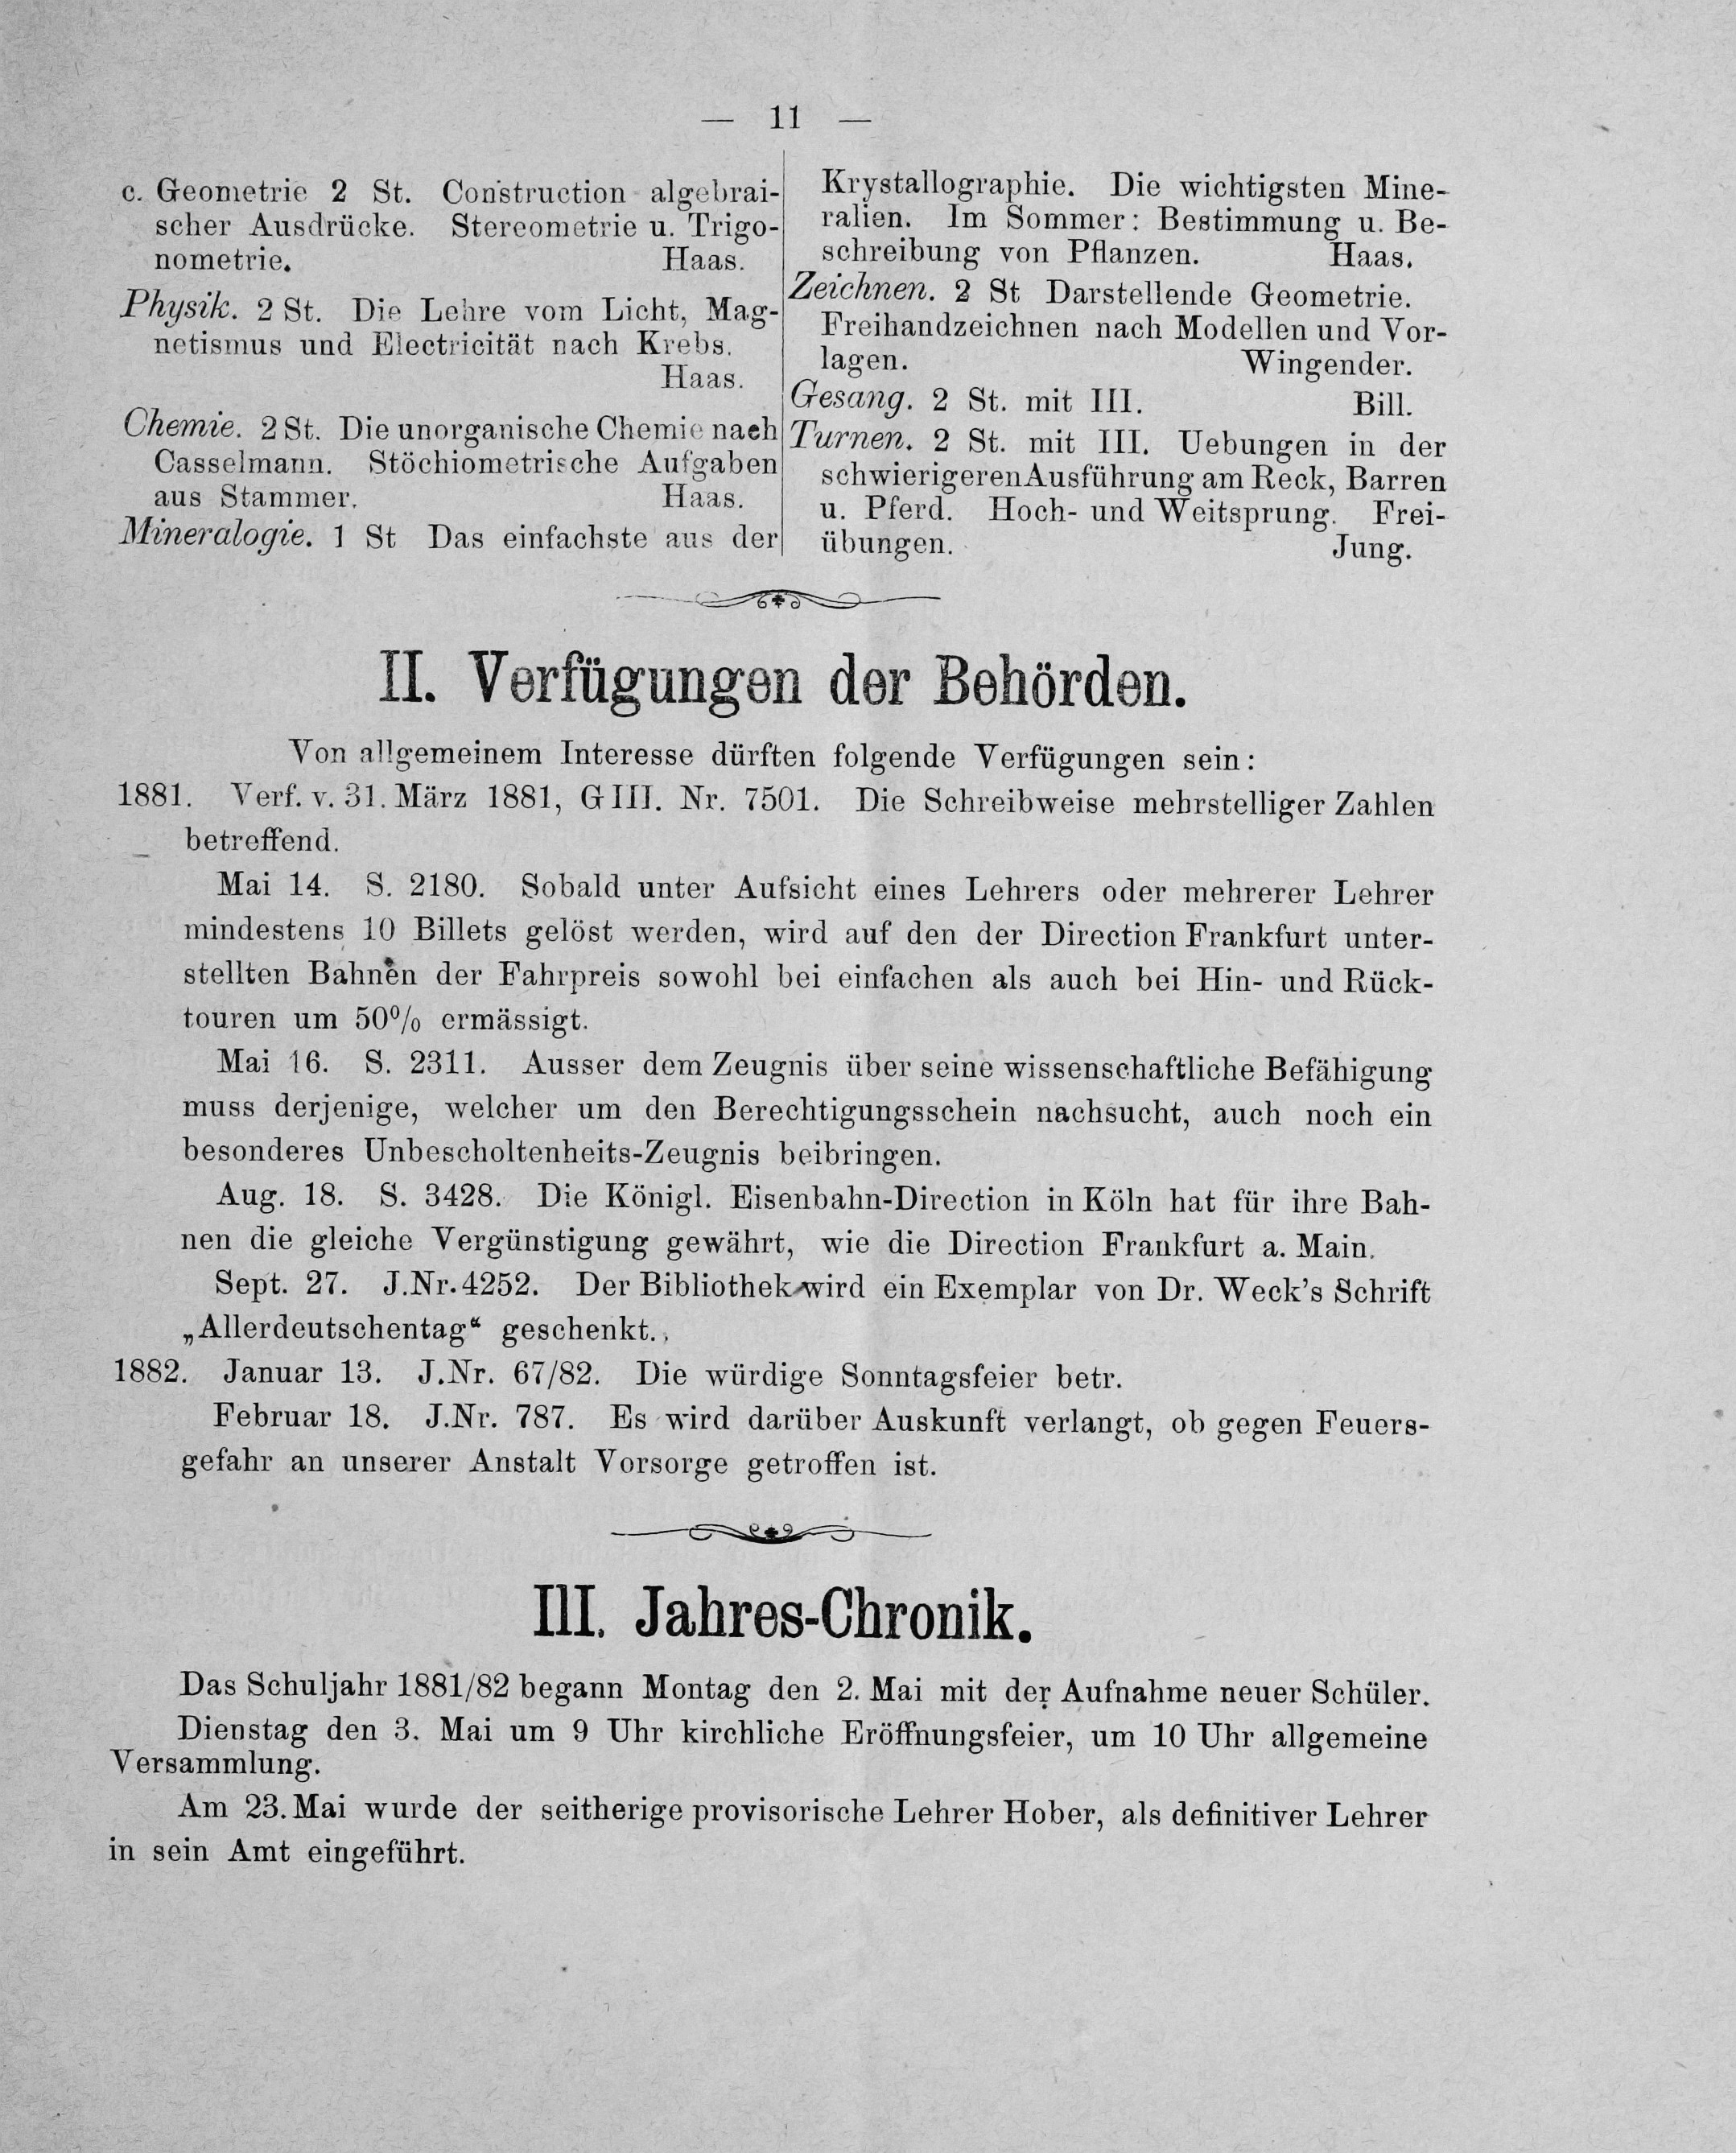 — 11 —
c. Geometrie 2 St. Construction algebrai-
scher Ausdrücke. Stereometrie u. Trigo-
nometrie. Haas.
Physik. 2 St. Die Lehre vom Licht, Mag-
netismus und Electricität nach Krebs.
Haas.
Chemie. 2 St. Die unorganische Chemie nach
Casselmann. Stöchiometrische Aufgaben
aus Stammer. Haas.
Mineralogie. 1 St Das einfachste aus der
Krystallographie. Die wichtigsten Mine-
ralien. Im Sommer: Bestimmung u. Be-
schreibung von Pflanzen. Haas.
Zeichnen. 2 St Darstellende Geometrie.
Freihandzeichnen nach Modellen und Vor-
lagen. Wingender.
Gesang. 2 St. mit III. Bill.
Turnen. 2 St. mit III. Uebungen in der
schwierigeren Ausführung am Reck, Barren
u. Pferd. Hoch- und Weitsprung. Frei-
übungen. Jung.
II. Verfügungen der Behörden.
Von allgemeinem Interesse dürften folgende Verfügungen sein:
1881. Verf. v. 31. März 1881, G III. Nr. 7501. Die Schreibweise mehrstelliger Zahlen
betreffend.
Mai 14. S. 2180. Sobald unter Aufsicht eines Lehrers oder mehrerer Lehrer
mindestens 10 Billets gelöst werden, wird auf den der Direction Frankfurt unter-
stellten Bahnen der Fahrpreis sowohl bei einfachen als auch bei Hin- und Rück-
touren um 50% ermässigt.
Mai 16. S. 2311. Ausser dem Zeugnis über seine wissenschaftliche Befähigung
muss derjenige, welcher um den Berechtigungsschein nachsucht, auch noch ein
besonderes Unbescholtenheits-Zeugnis beibringen.
Aug. 18. S. 3428. Die Königl. Eisenbahn-Direction in Köln hat für ihre Bah-
nen die gleiche Vergünstigung gewährt, wie die Direction Frankfurt a. Main.
Sept. 27. J.Nr. 4252. Der Bibliothek wird ein Exemplar von Dr. Weck's Schrift
„Allerdeutschentag“ geschenkt.
1882. Januar 13. J.Nr. 67/82. Die würdige Sonntagsfeier betr.
Februar 18. J.Nr. 787. Es wird darüber Auskunft verlangt, ob gegen Feuers-
gefahr an unserer Anstalt Vorsorge getroffen ist.
III. Jahres-Chronik.
Das Schuljahr 1881/82 begann Montag den 2. Mai mit der Aufnahme neuer Schüler.
Dienstag den 3. Mai um 9 Uhr kirchliche Eröffnungsfeier, um 10 Uhr allgemeine
Versammlung.
Am 23. Mai wurde der seitherige provisorische Lehrer Hober, als definitiver Lehrer
in sein Amt eingeführt.